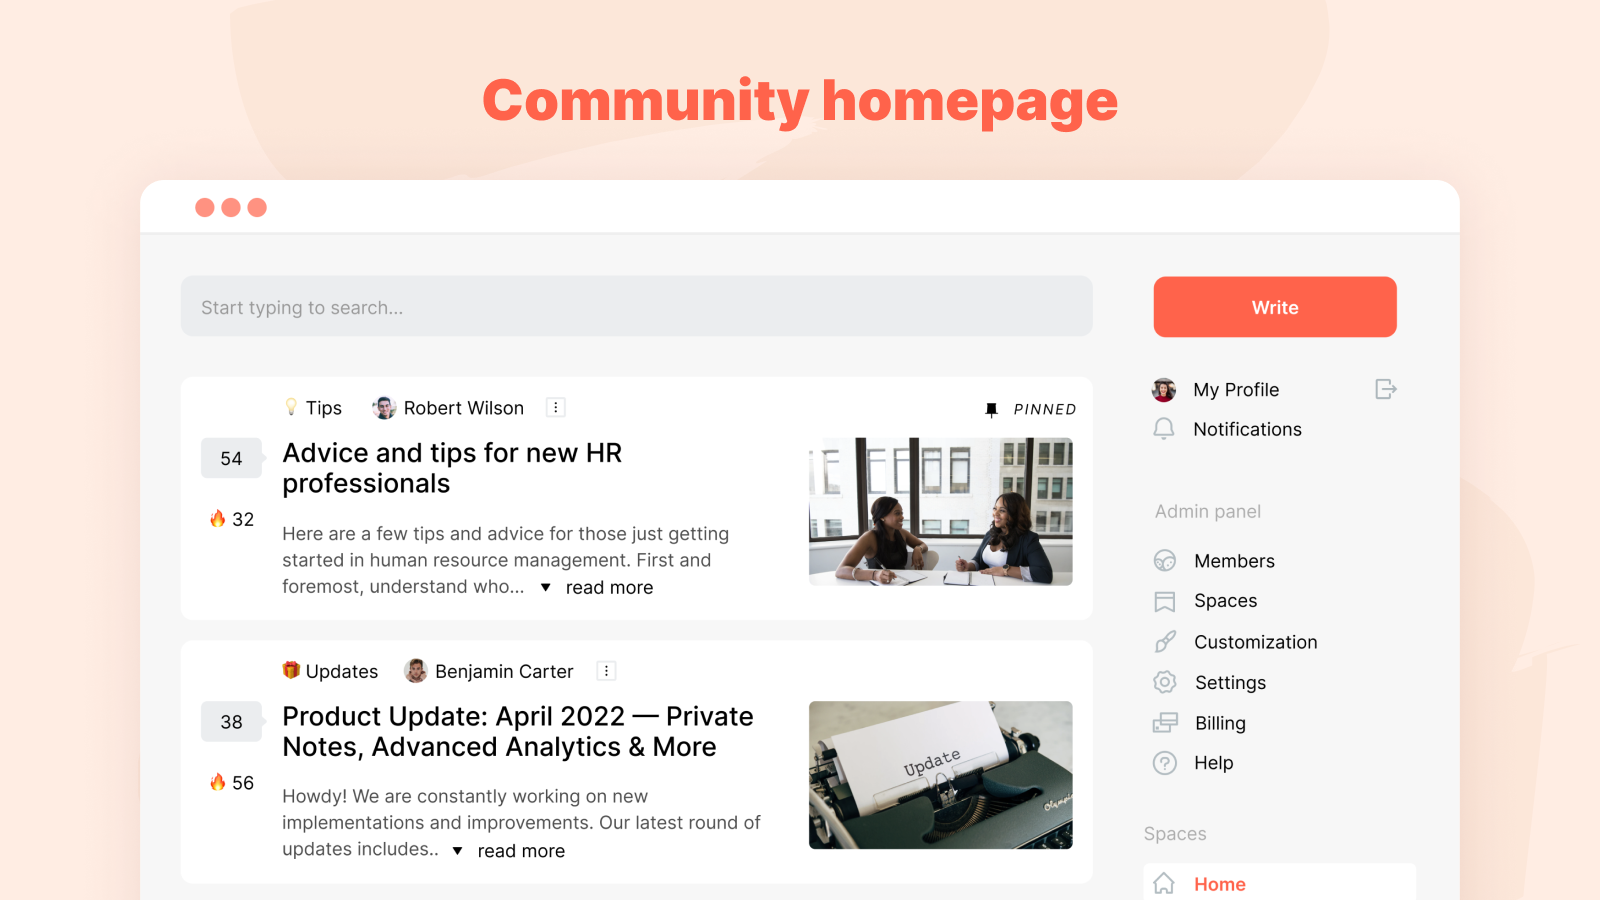 Community homepage
Start typing to search...
Write
Tips
Robert Wilson
PINNED
54
Advice and tips for new HR
professionals
32
Here are a few tips and advice for those just getting
started in human resource management. First and
foremost, understand who...
read more
Updates
Benjamin Carter
38
Product Update: April 2022 — Private
Notes, Advanced Analytics & More
56
Howdy! We are constantly working on new
implementations and improvements. Our latest round of
updates includes..
read more
Update
Olympia
My Profile
Notifications
Admin panel
Members
Spaces
Customization
Settings
Billing
Help
Spaces
Home